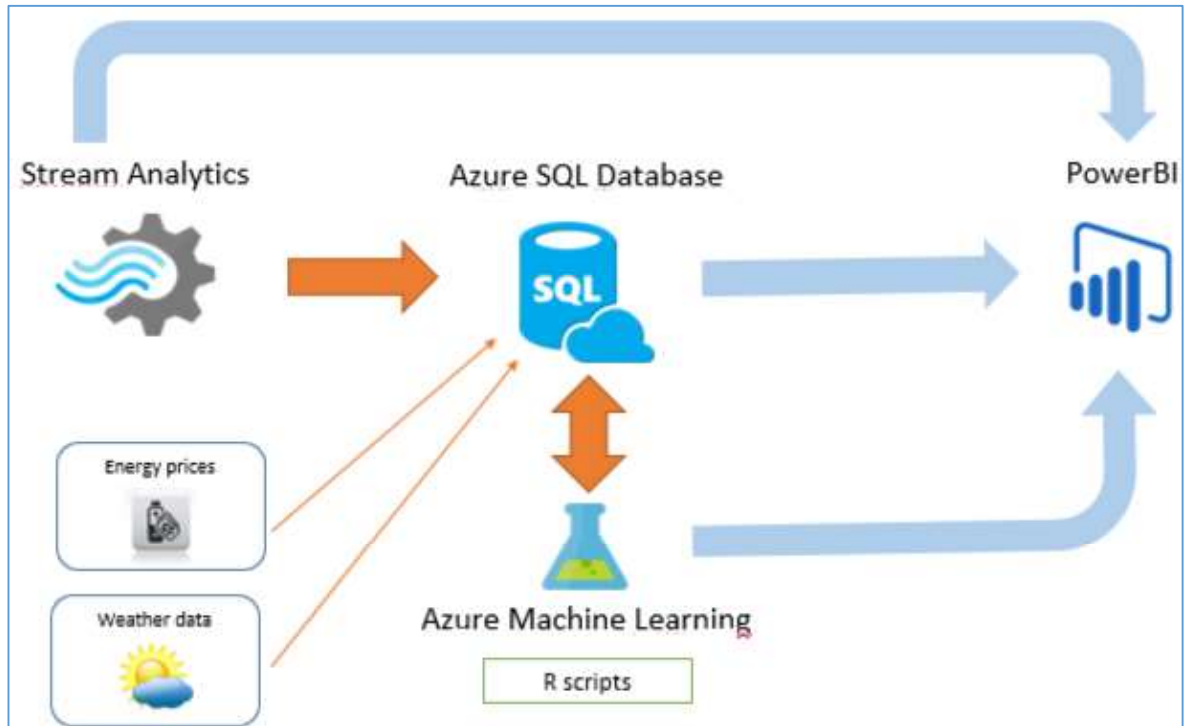 Stream Analytics
Azure SQL Database
PowerBI
SQL
Energy prices
Weather data
Azure Machine Learning
R scripts